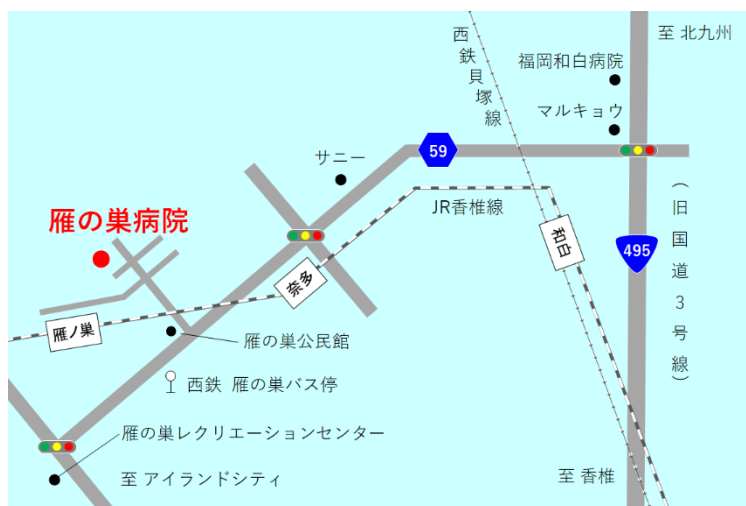 至 北九州
西鉄貝塚線
福岡和白病院
マルキョウ
59
サニー
雁の巣病院
JR香椎線
和白
495
(旧国道3号線)
奈多
雁ノ巣
雁の巣公民館
西鉄 雁の巣バス停
雁の巣レクリエーションセンター
至 アイランドシティ
至 香椎